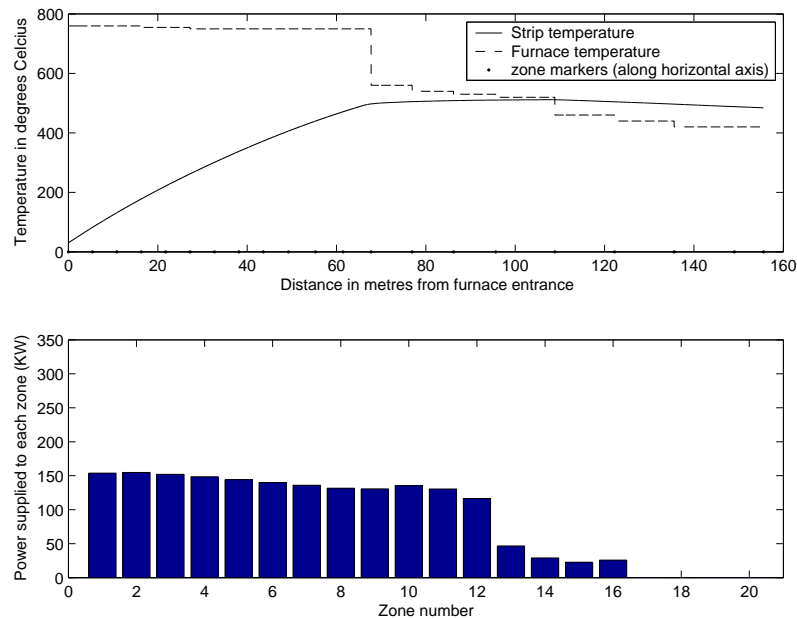 800
600
400
200
0
Temperature in degrees Celcius
Strip temperature
Furnace temperature
zone markers (along horizontal axis)
0 20 40 60 80 100 120 140 160
Distance in metres from furnace entrance
350
300
250
200
150
100
50
0
Power supplied to each zone (KW)
0 2 4 6 8 10 12 14 16 18 20
Zone number